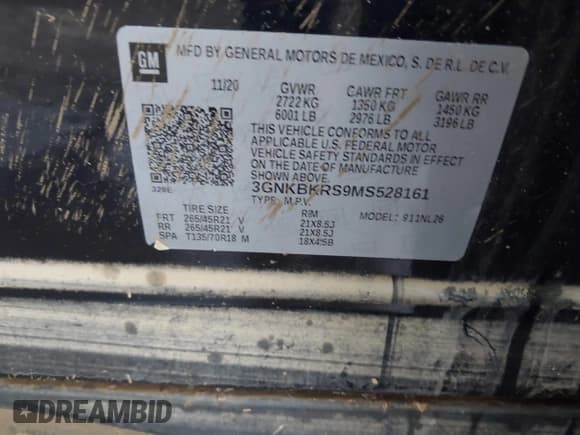 GM
MFD BY GENERAL MOTORS DE MEXICO, S. DE R.L. DE C.V.
11/20 GVWR GAWR FRT GAWR RR
2722 KG 1350 KG 1450 KG
6001 LB 2976 LB 3196 LB
THIS VEHICLE CONFORMS TO ALL
APPLICABLE U.S. FEDERAL MOTOR
VEHICLE SAFETY STANDARDS IN EFFECT
ON THE DATE OF MANUFACTURE SHOWN ABOVE.
329E 3GNKBKRS9MS528161
TYPE: M.P.V. MODEL: 911NL26
TIRE SIZE RIM
FRT 265/45R21 V 21X8.5J
RR 265/45R21 V 21X8.5J
SPA T135/70R18 M 18X4.5B
DREAMBID